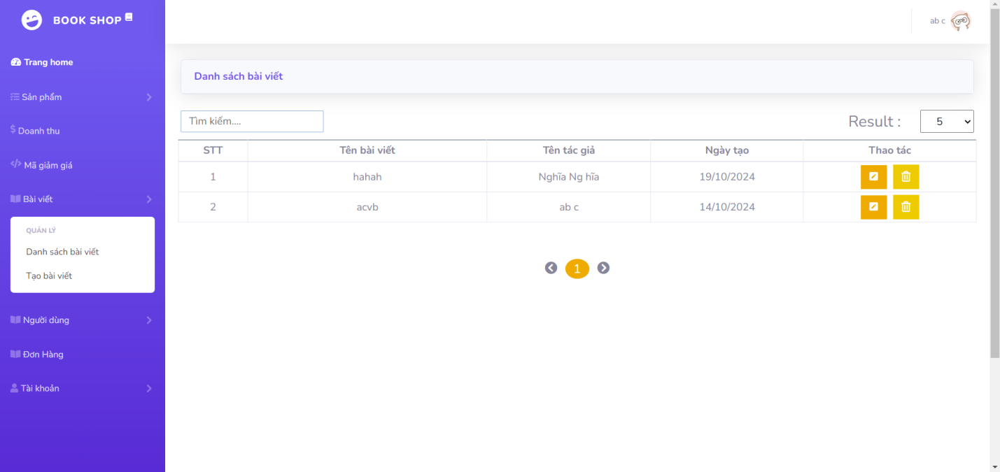 BOOK SHOP
ab c
Trang home
Sản phẩm
Doanh thu
Mã giảm giá
Bài viết
QUẢN LÝ
Danh sách bài viết
Tạo bài viết
Người dùng
Đơn Hàng
Tài khoản
Danh sách bài viết
Tìm kiếm....
Result :
5
STT Tên bài viết Tên tác giả Ngày tạo Thao tác
1 hahah Nghĩa Ng hĩa 19/10/2024
2 acvb ab c 14/10/2024
1